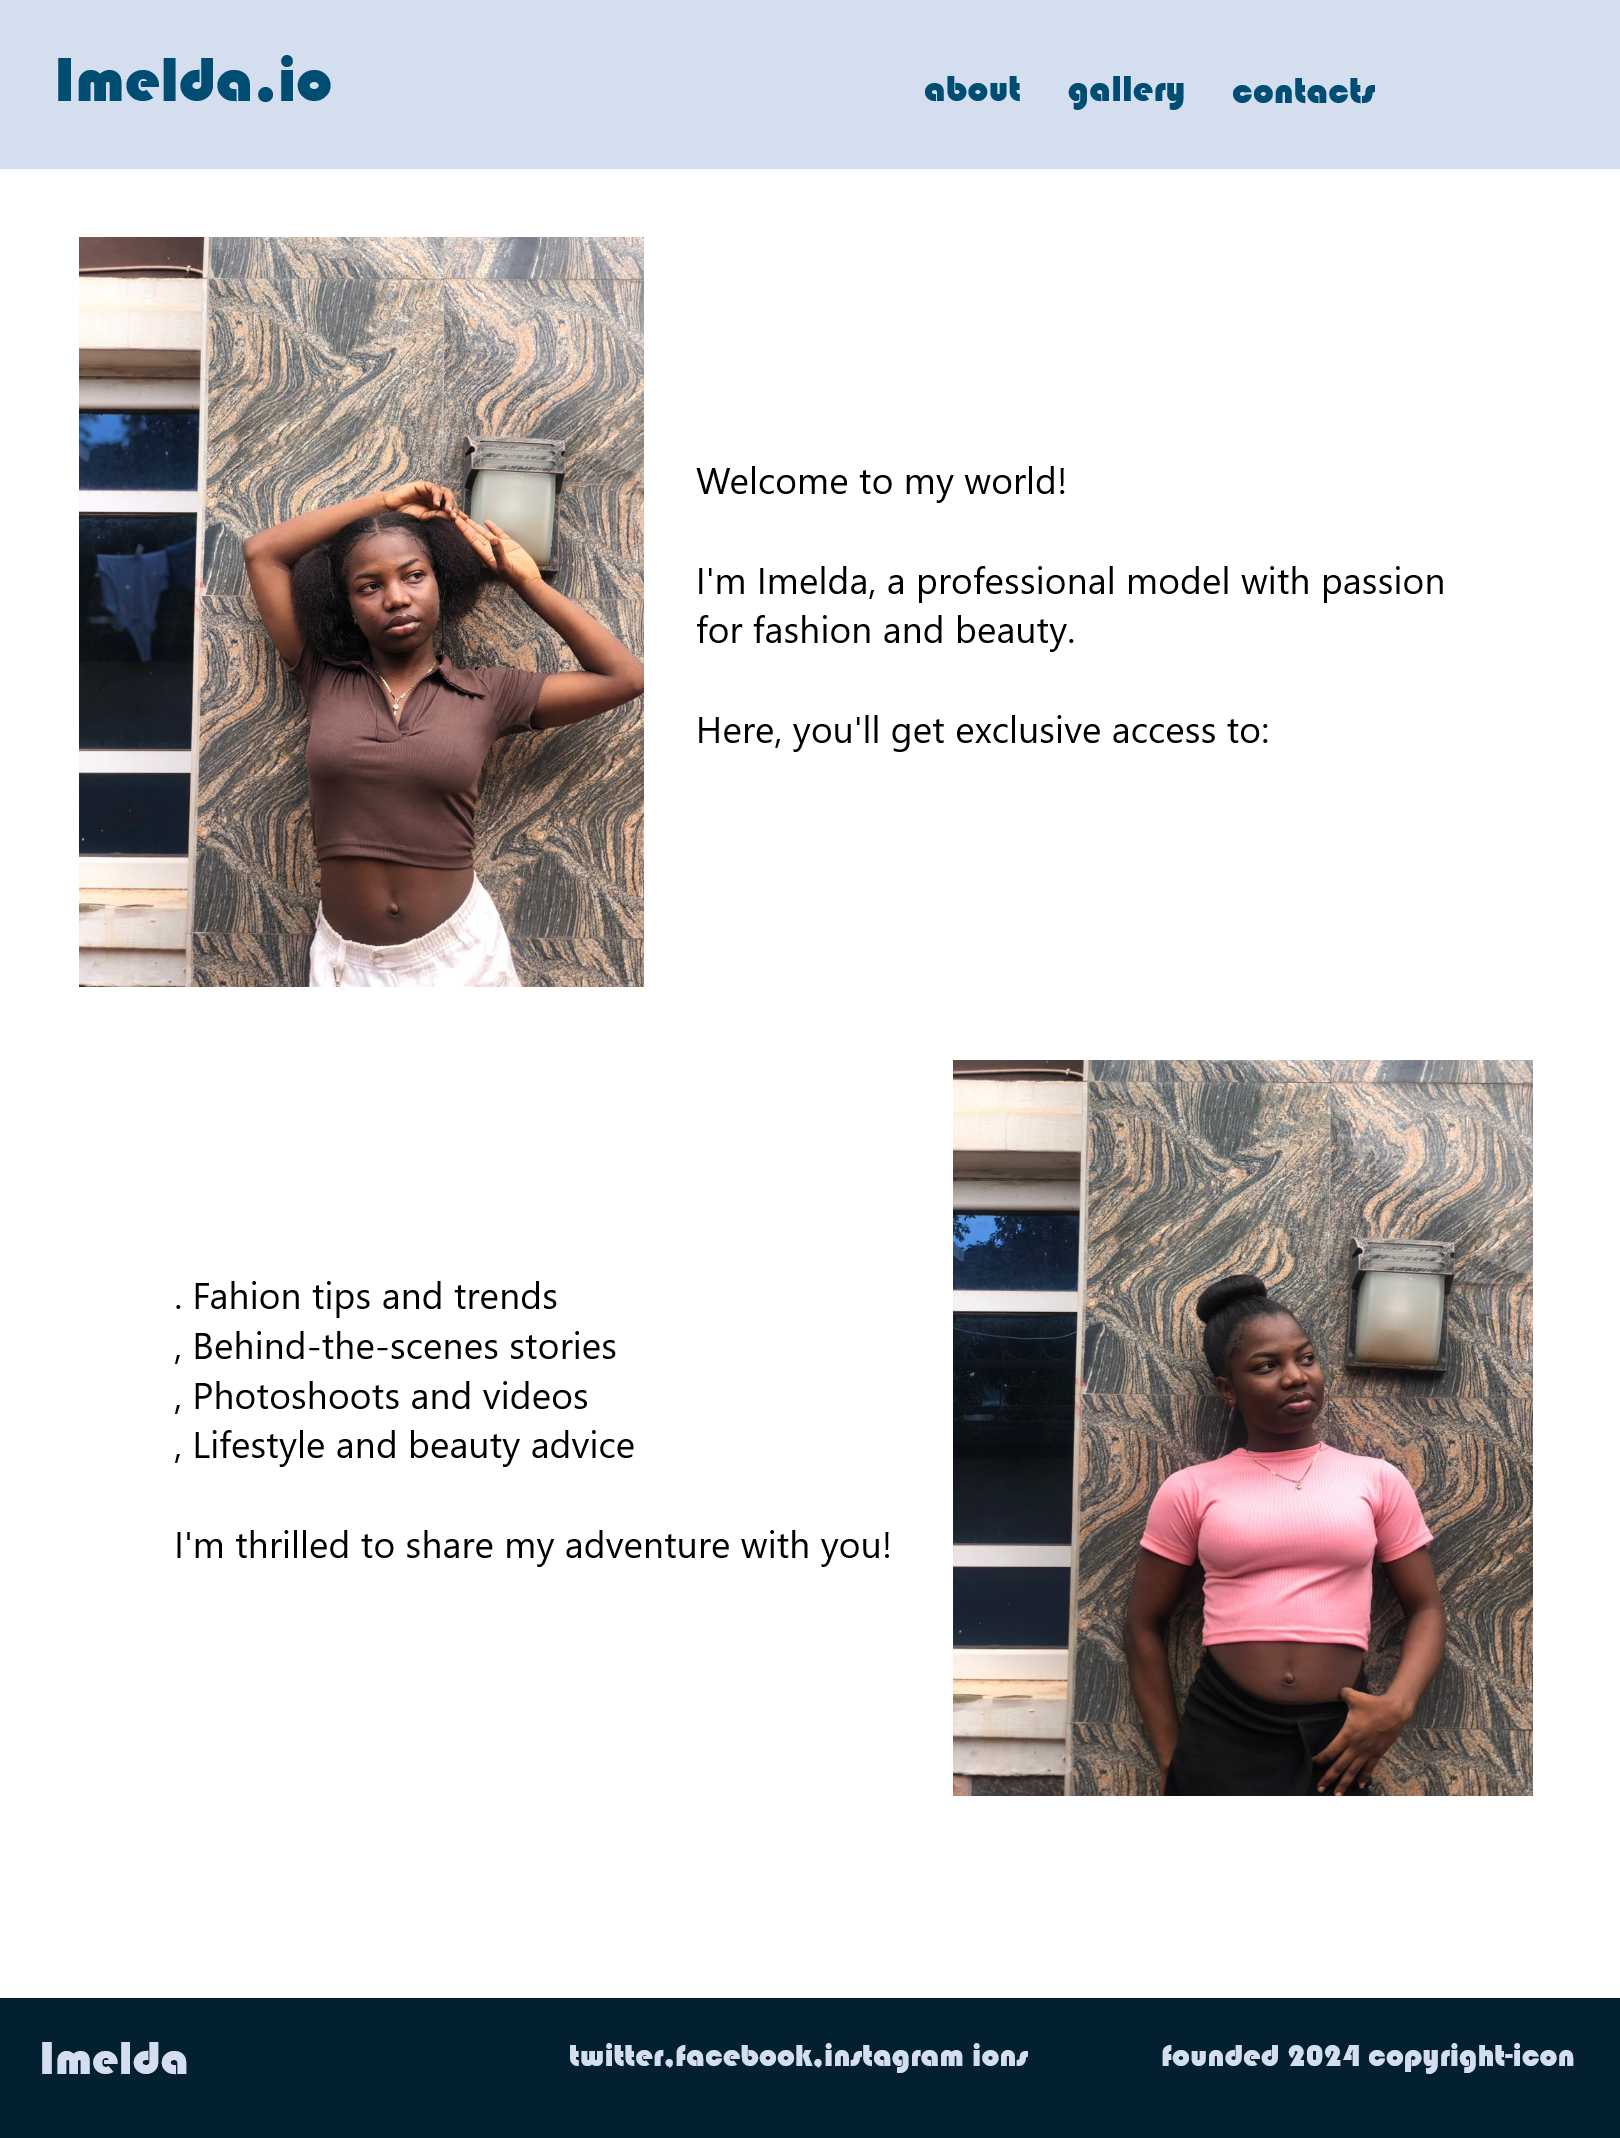 Imelda.io
about gallery contacts
Welcome to my world!
I'm Imelda, a professional model with passion
for fashion and beauty.
Here, you'll get exclusive access to:
. Fahion tips and trends
, Behind-the-scenes stories
, Photoshoots and videos
, Lifestyle and beauty advice
I'm thrilled to share my adventure with you!
Imelda twitter,facebook,instagram ions founded 2024 copyright-icon